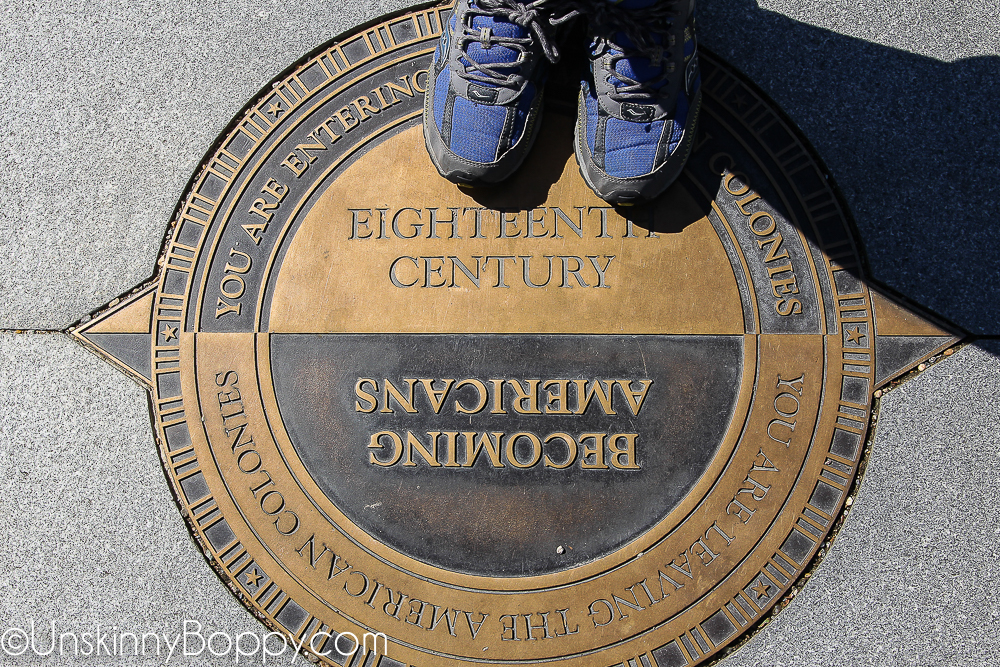 YOU ARE ENTERING
COLONIES
EIGHTEENTH
CENTURY
BECOMING
AMERICANS
YOU ARE LEAVING THE AMERICAN COLONIES
©UnskinnyBoppy.com